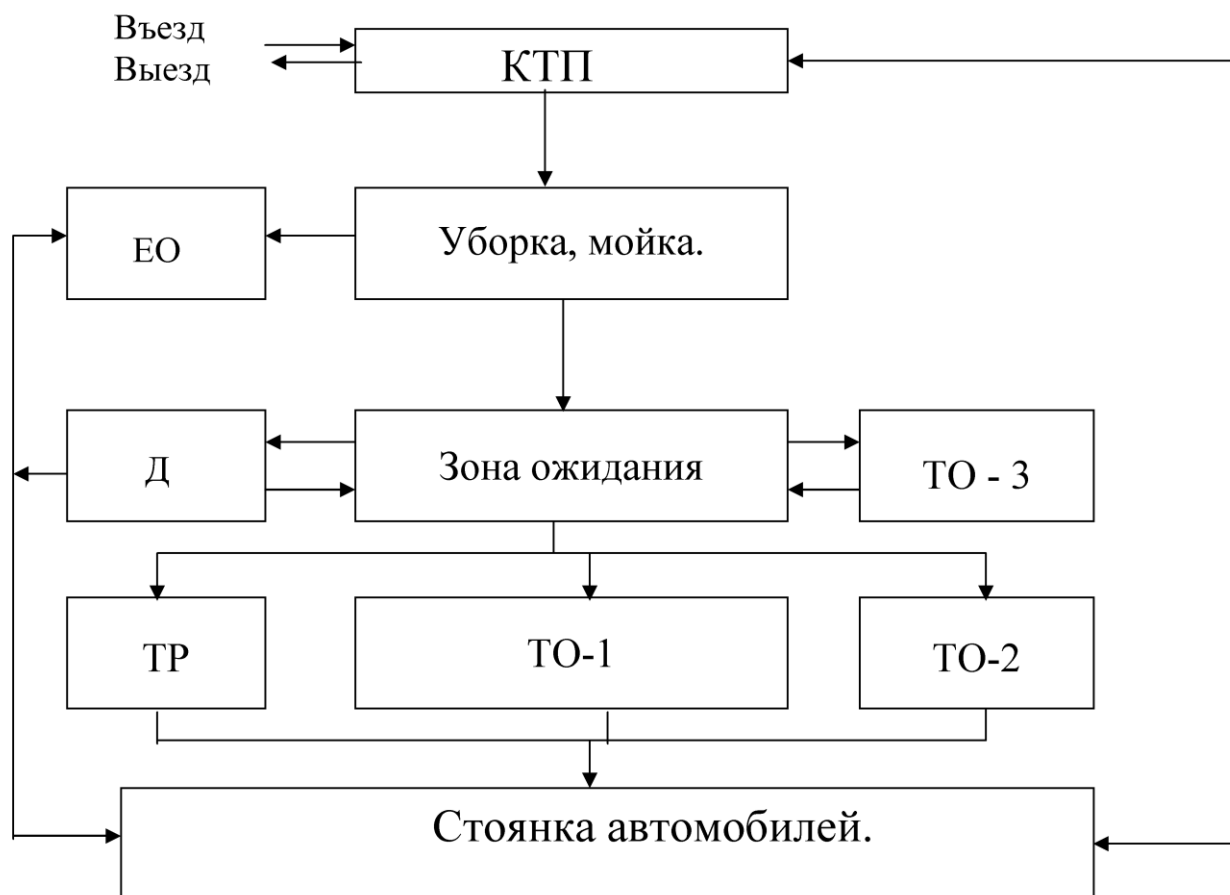 Въезд
Выезд
КТП
ЕО
Уборка, мойка.
Д
Зона ожидания
ТО - 3
ТР
ТО-1
ТО-2
Стоянка автомобилей.